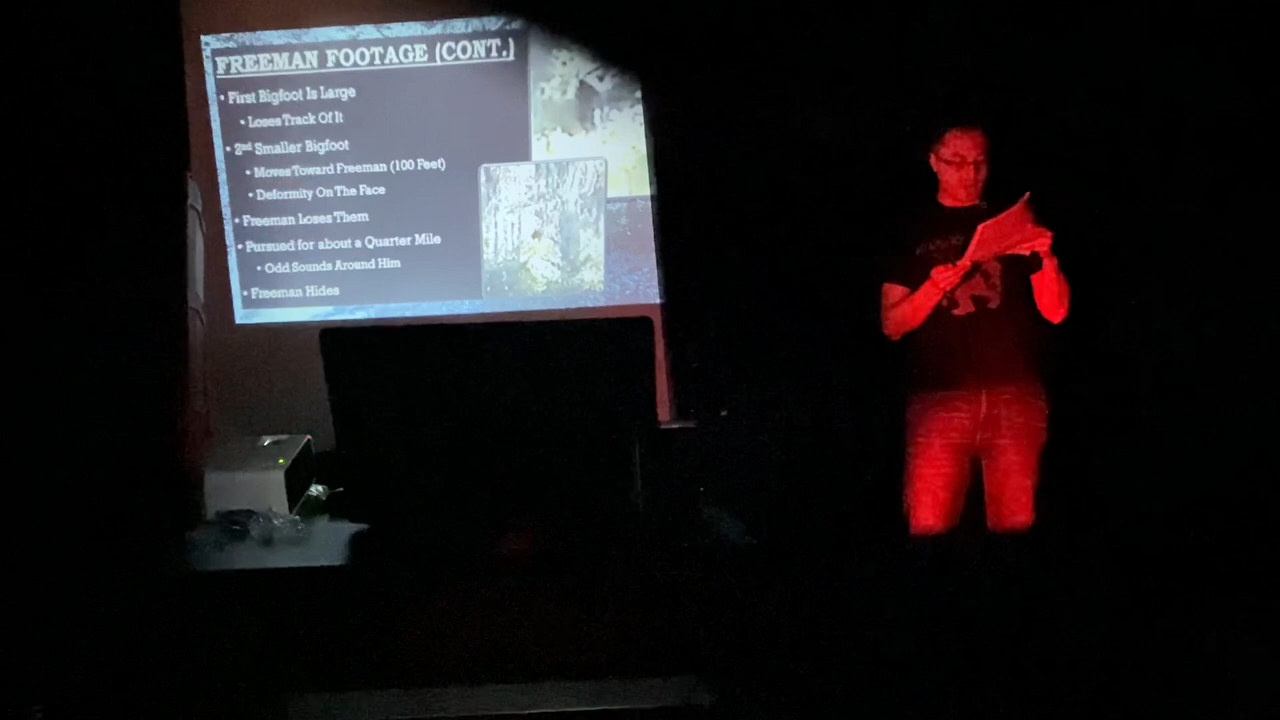 FREEMAN FOOTAGE (CONT.)
• First Bigfoot Is Large
• Loses Track Of It
• 2nd Smaller Bigfoot
• Moves Toward Freeman (100 Feet)
• Deformity On The Face
• Freeman Loses Them
• Pursued for about a Quarter Mile
• Odd Sounds Around Him
• Freeman Hides